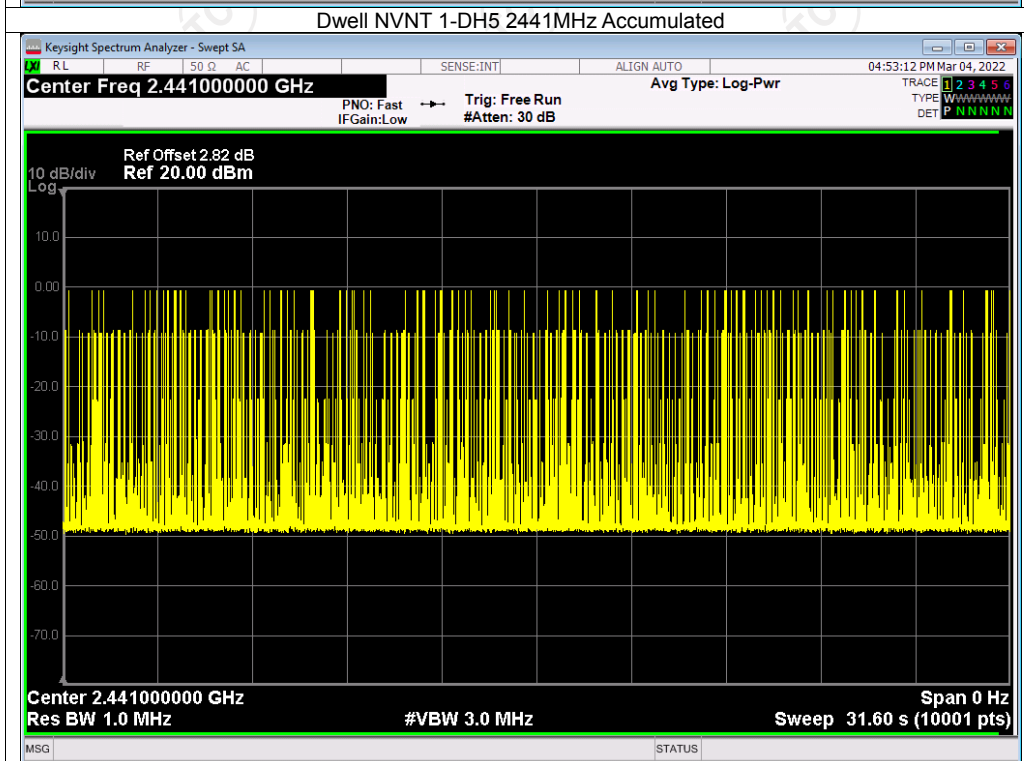 Dwell NVNT 1-DH5 2441MHz Accumulated
Keysight Spectrum Analyzer - Swept SA
LXI RL RF 50 Ω AC SENSE:INT ALIGN AUTO 04:53:12 PM Mar 04, 2022
Center Freq 2.441000000 GHz Avg Type: Log-Pwr TRACE 1 2 3 4 5 6
PNO: Fast Trig: Free Run TYPE WWWWWW
IFGain:Low #Atten: 30 dB DET P N N N N N
Ref Offset 2.82 dB
10 dB/div Ref 20.00 dBm
Log
10.0
0.00
-10.0
-20.0
-30.0
-40.0
-50.0
-60.0
-70.0
Center 2.441000000 GHz Span 0 Hz
Res BW 1.0 MHz #VBW 3.0 MHz Sweep 31.60 s (10001 pts)
MSG STATUS